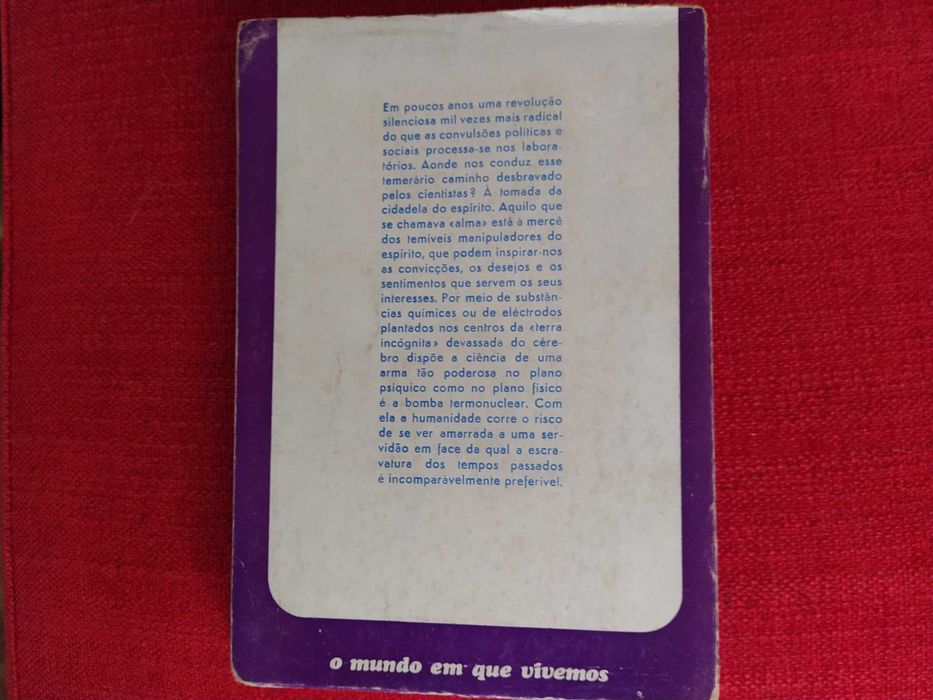 Em poucos anos uma revolução
silenciosa mil vezes mais radical
do que as convulsões políticas e
sociais processa-se nos labora-
tórios. Aonde nos conduz esse
temerário caminho desbravado
pelos cientistas? À tomada da
cidadela do espírito. Aquilo que
se chamava «alma» está à mercê
dos temíveis manipuladores do
espírito, que podem inspirar-nos
as convicções, os desejos e os
sentimentos que servem os seus
interesses. Por meio de substân-
cias químicas ou de eléctrodos
plantados nos centros da «terra
incógnita» devassada do cére-
bro dispõe a ciência de uma
arma tão poderosa no plano
psíquico como no plano físico
é a bomba termonuclear. Com
ela a humanidade corre o risco
de se ver amarrada a uma ser-
vidão em face da qual a escra-
vatura dos tempos passados
é incomparàvelmente preferível.
o mundo em que vivemos